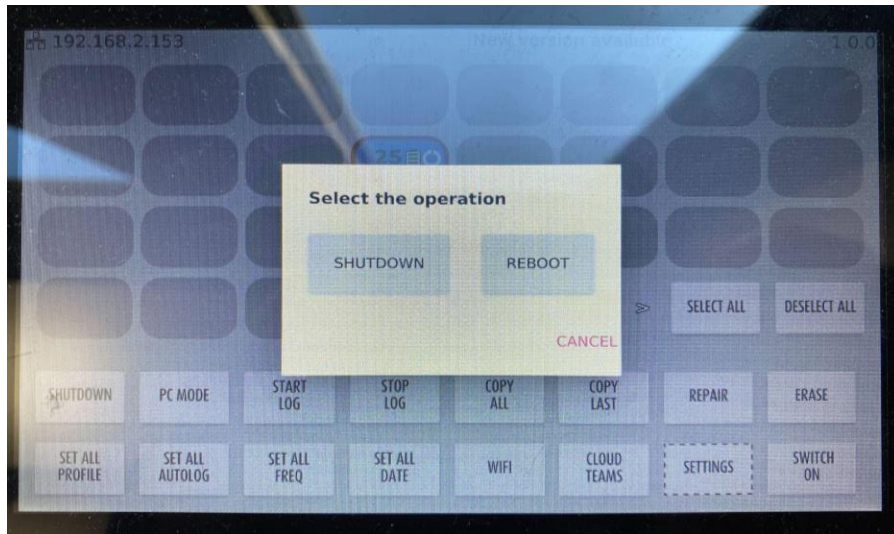 192.168.2.153
New version available
1.0.0
25
Select the operation
SHUTDOWN
REBOOT
CANCEL
SELECT ALL
DESELECT ALL
SHUTDOWN
PC MODE
START
LOG
STOP
LOG
COPY
ALL
COPY
LAST
REPAIR
ERASE
SET ALL
PROFILE
SET ALL
AUTOLOG
SET ALL
FREQ
SET ALL
DATE
WIFI
CLOUD
TEAMS
SETTINGS
SWITCH
ON